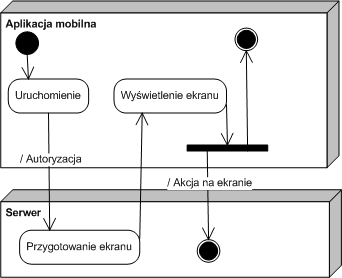 Aplikacja mobilna
Uruchomienie
Wyświetlenie ekranu
/ Autoryzacja
/ Akcja na ekranie
Serwer
Przygotowanie ekranu